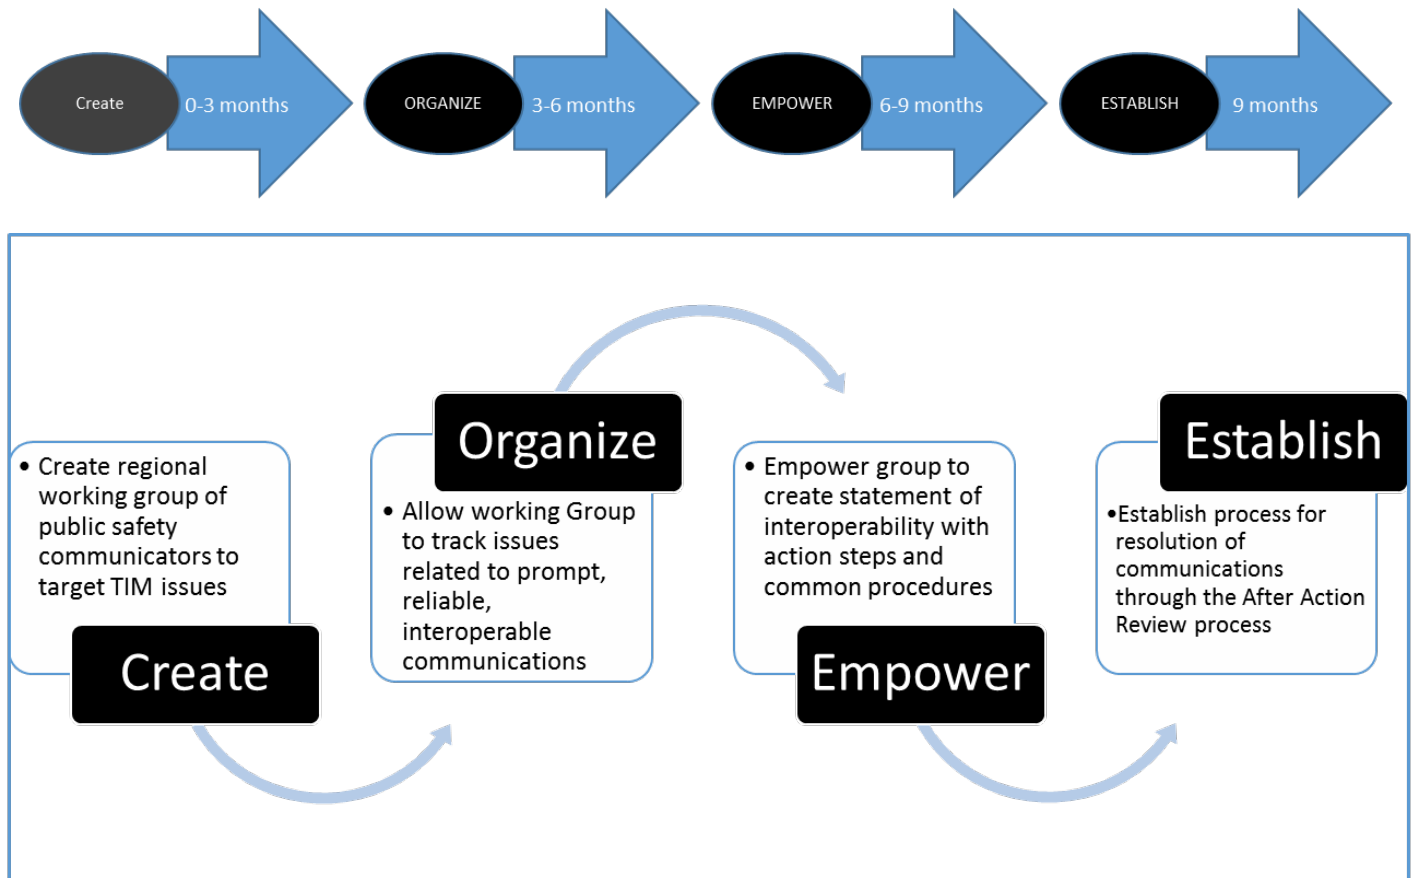 Create
0-3 months
ORGANIZE
3-6 months
EMPOWER
6-9 months
ESTABLISH
9 months
• Create regional
working group of
public safety
communicators to
target TIM issues
Create
Organize
• Allow working Group
to track issues
related to prompt,
reliable,
interoperable
communications
• Empower group to
create statement of
interoperability with
action steps and
common procedures
Empower
Establish
•Establish process for
resolution of
communications
through the After Action
Review process